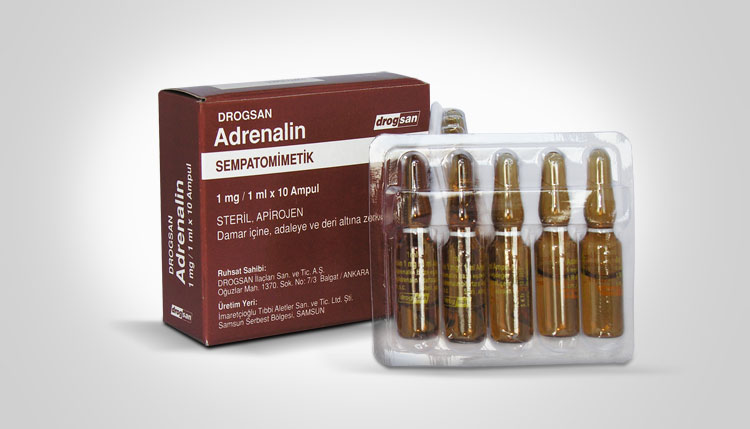 DROGSAN
Adrenalin
drogsan
SEMPATOMİMETİK
1 mg / 1 ml x 10 Ampul
STERİL, APİROJEN
Damar içine, adaleye ve deri altına
Ruhsat Sahibi:
DROGSAN İlaçları San. ve Tic. A.Ş.
Oğuzlar Mah. 1370. Sok. No: 7/3 Balgat / ANKARA
Üretim Yeri:
İmaretçioğlu Tıbbi Aletler San. ve Tic. Ltd. Şti.
Samsun Serbest Bölgesi, SAMSUN
DROGSAN
Adrenalin
1 mg / 1 ml x 10 Ampul
drogsan